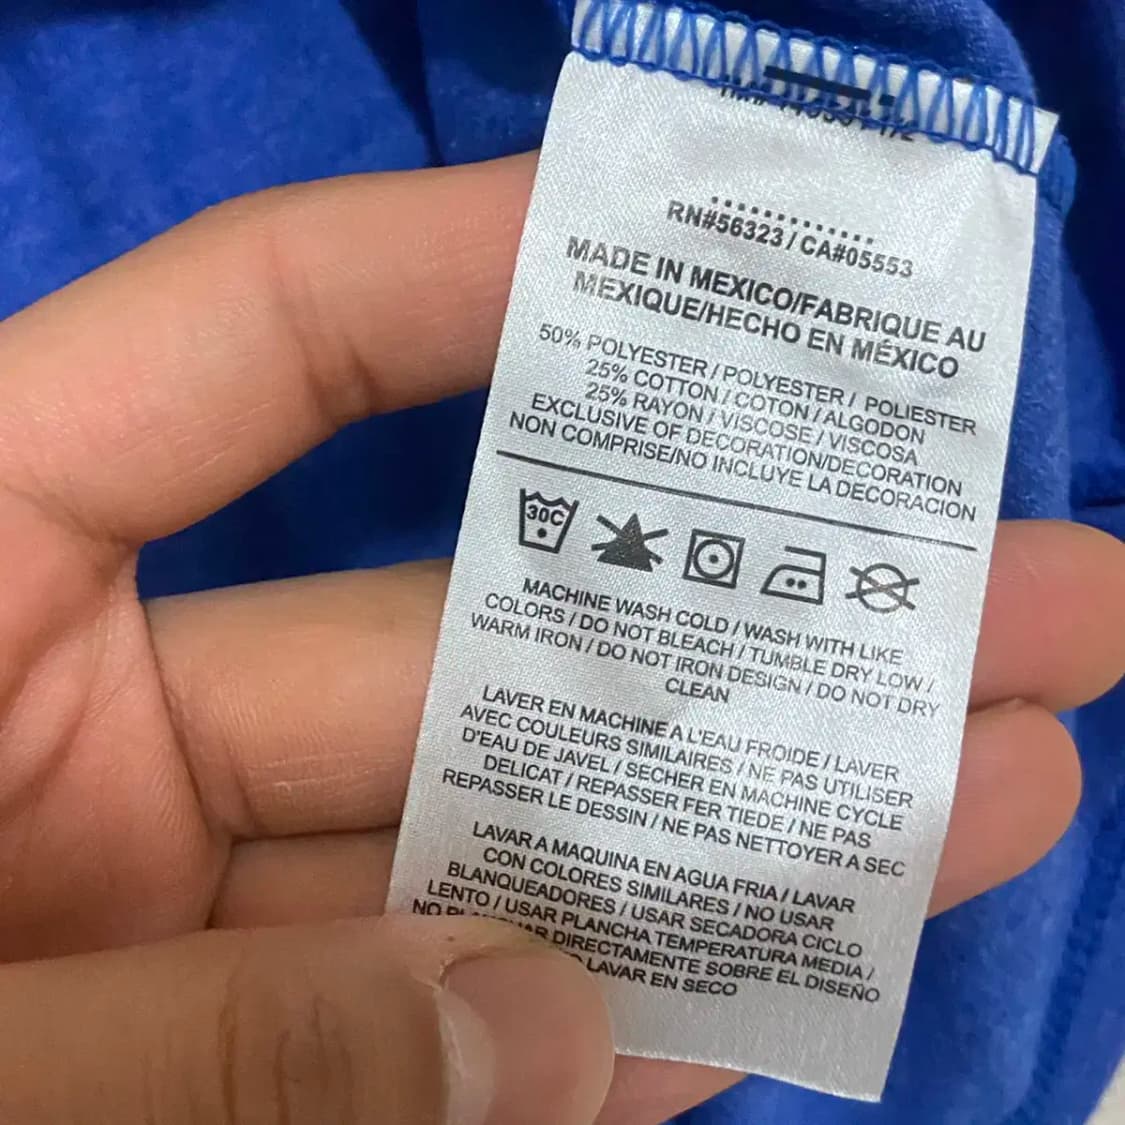 RN#56323 / CA#05553
MADE IN MEXICO/FABRIQUE AU
MEXIQUE/HECHO EN MÉXICO
50% POLYESTER / POLYESTER / POLIESTER
25% COTTON / COTON / ALGODON
25% RAYON / VISCOSE / VISCOSA
EXCLUSIVE OF DECORATION/DECORATION
NON COMPRISE/NO INCLUYE LA DECORACION
30C
MACHINE WASH COLD / WASH WITH LIKE
COLORS / DO NOT BLEACH / TUMBLE DRY LOW /
WARM IRON / DO NOT IRON DESIGN / DO NOT DRY
CLEAN
LAVER EN MACHINE A L'EAU FROIDE / LAVER
AVEC COULEURS SIMILAIRES / NE PAS UTILISER
D'EAU DE JAVEL / SECHER EN MACHINE CYCLE
DELICAT / REPASSER FER TIEDE / NE PAS
REPASSER LE DESSIN / NE PAS NETTOYER A SEC
LAVAR A MAQUINA EN AGUA FRIA / LAVAR
CON COLORES SIMILARES / NO USAR
BLANQUEADORES / USAR SECADORA CICLO
LENTO / USAR PLANCHA TEMPERATURA MEDIA /
NO DIRECTAMENTE SOBRE EL DISEÑO
LAVAR EN SECO